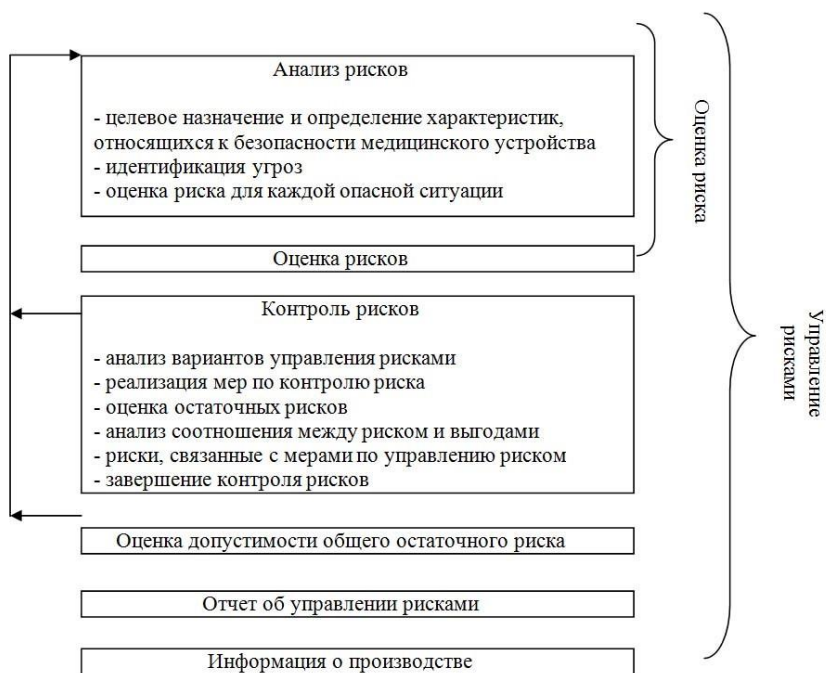 Анализ рисков
- целевое назначение и определение характеристик,
относящихся к безопасности медицинского устройства
- идентификация угроз
- оценка риска для каждой опасной ситуации
Оценка рисков
Оценка риска
Контроль рисков
- анализ вариантов управления рисками
- реализация мер по контролю риска
- оценка остаточных рисков
- анализ соотношения между риском и выгодами
- риски, связанные с мерами по управлению риском
- завершение контроля рисков
Оценка допустимости общего остаточного риска
Отчет об управлении рисками
Информация о производстве
Управление
рисками